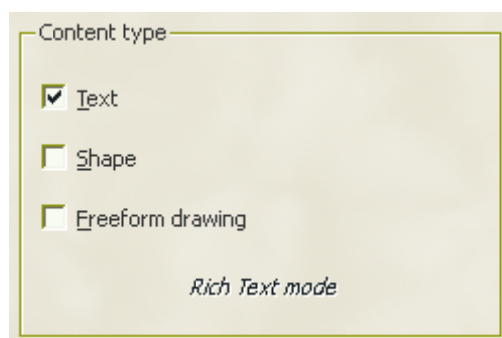 Content type
Text
Shape
Freeform drawing
Rich Text mode